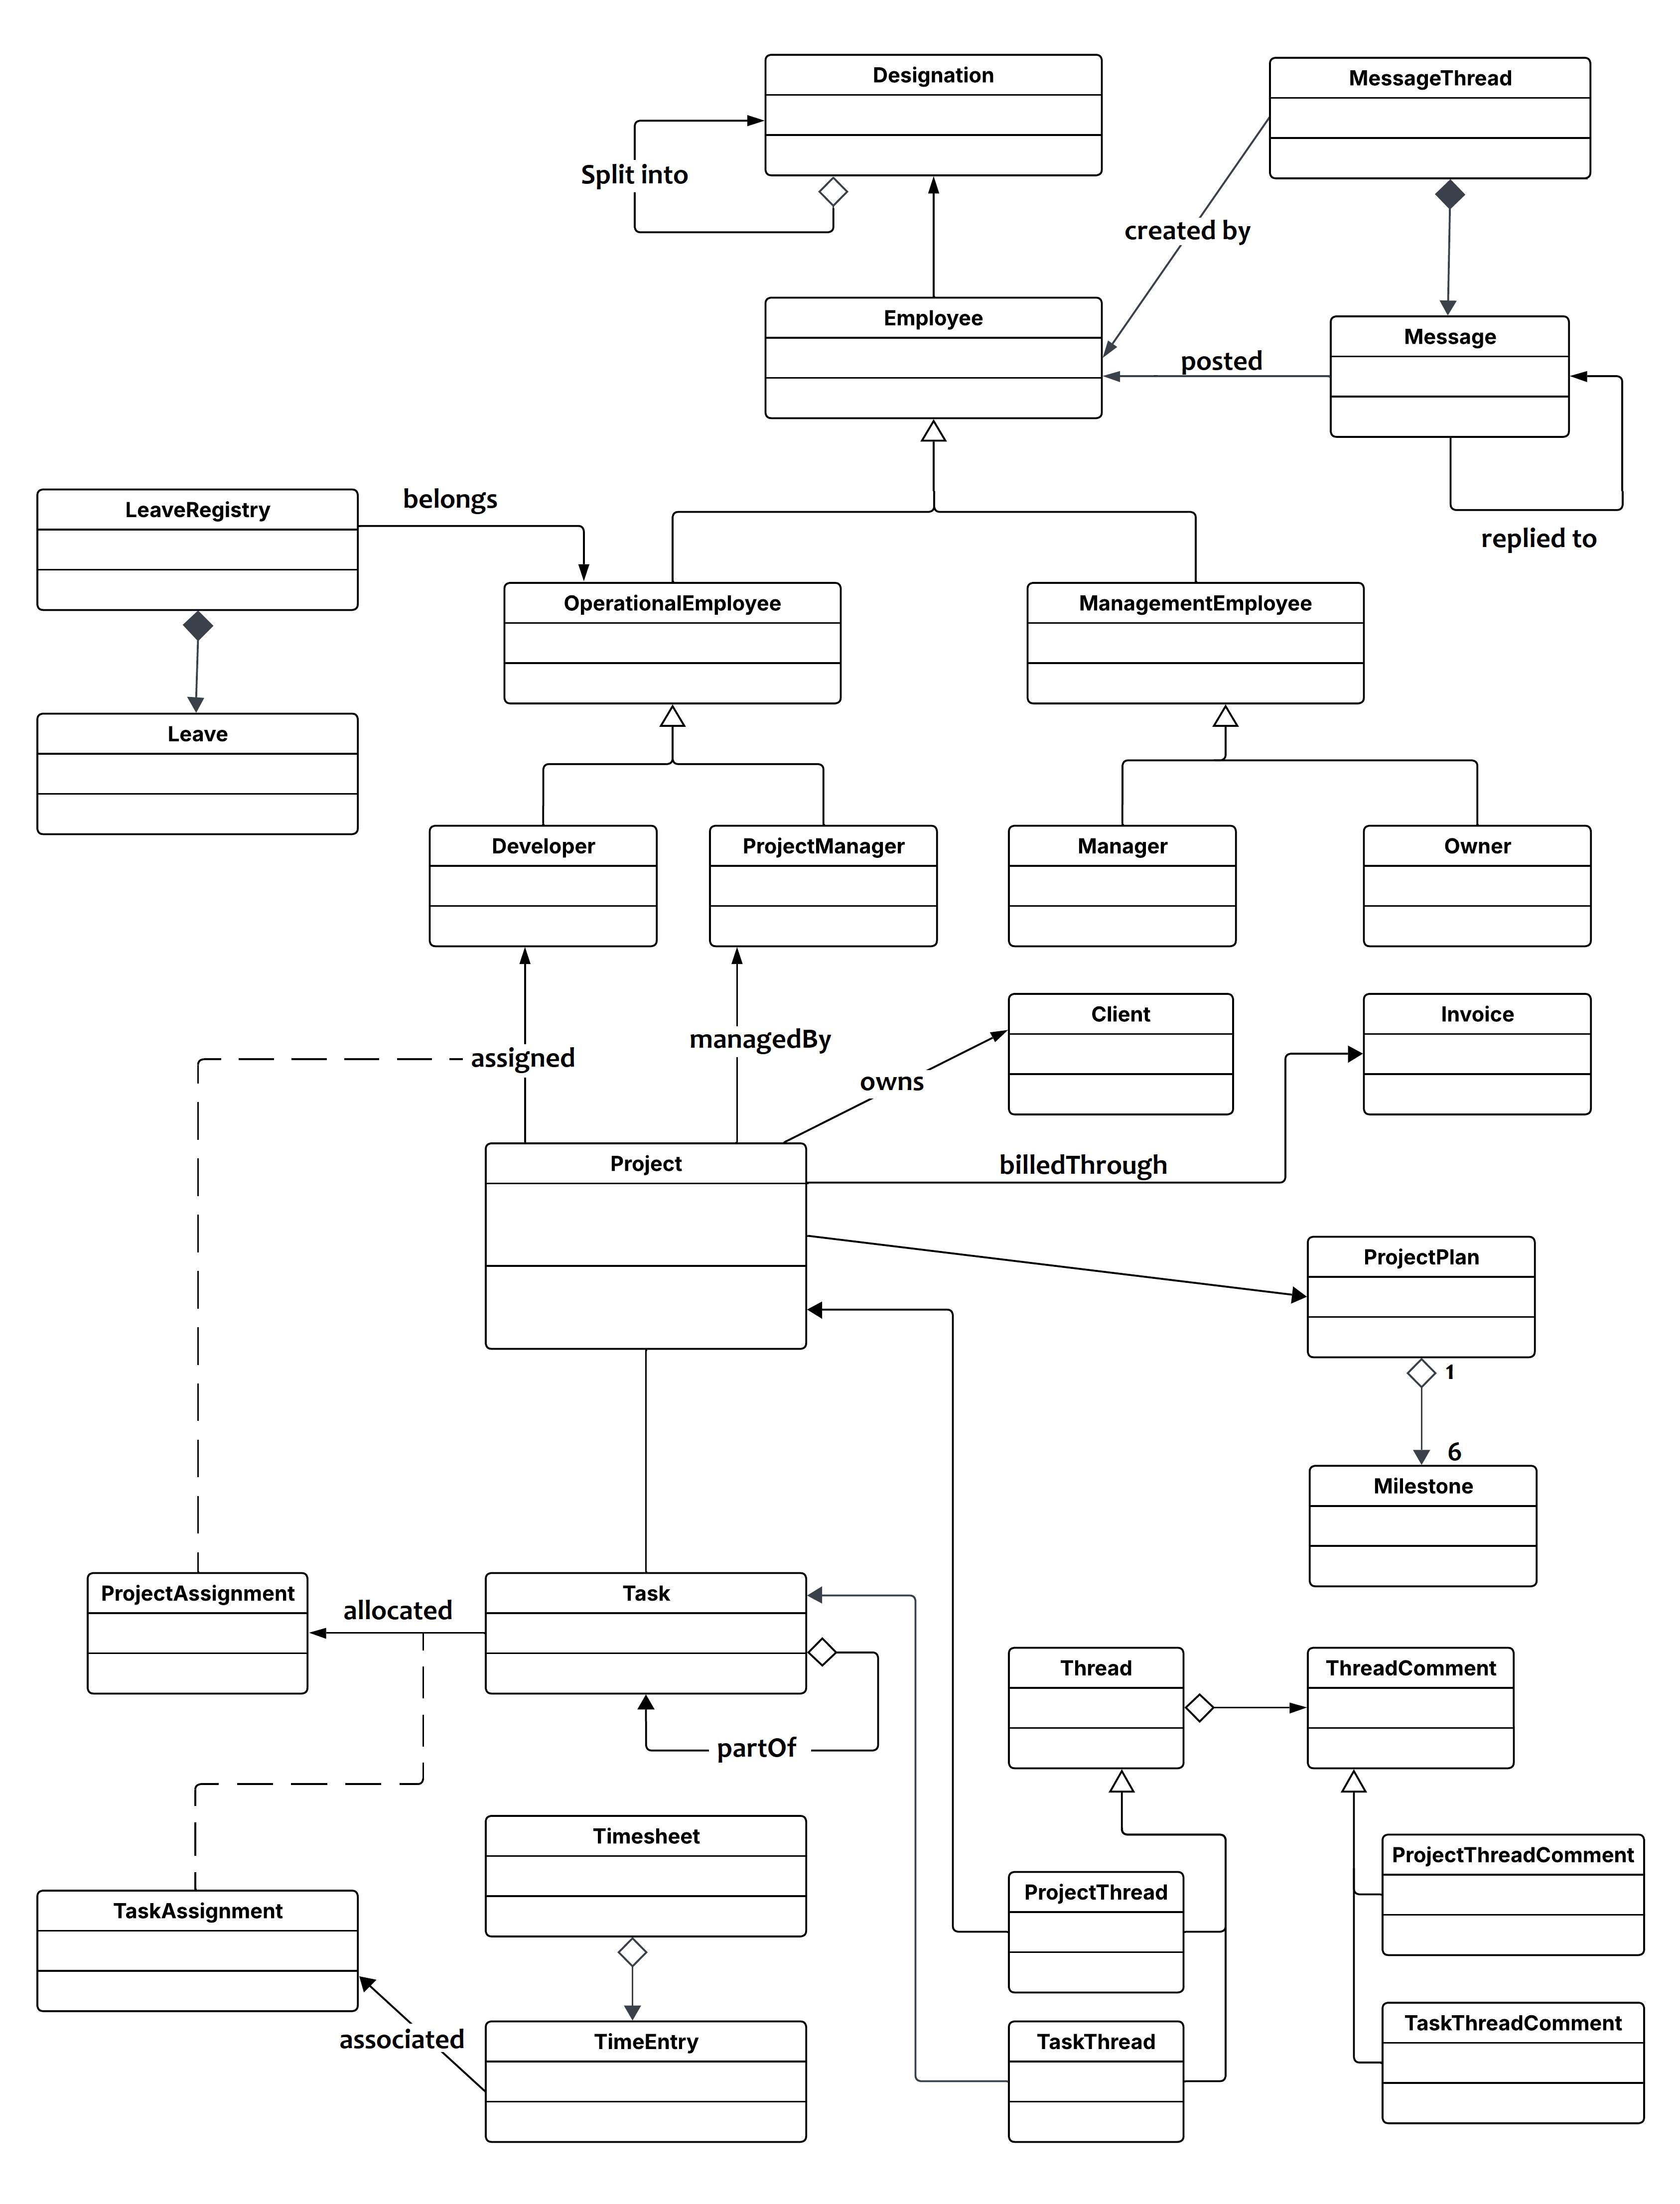 Designation
MessageThread
Split into
created by
Employee
Message
posted
LeaveRegistry
belongs
replied to
OperationalEmployee
ManagementEmployee
Leave
Developer
ProjectManager
Manager
Owner
Client
Invoice
managedBy
assigned
owns
Project
billedThrough
ProjectPlan
1
6
Milestone
ProjectAssignment
allocated
Task
Thread
ThreadComment
partOf
Timesheet
ProjectThreadComment
ProjectThread
TaskAssignment
TaskThreadComment
associated
TimeEntry
TaskThread